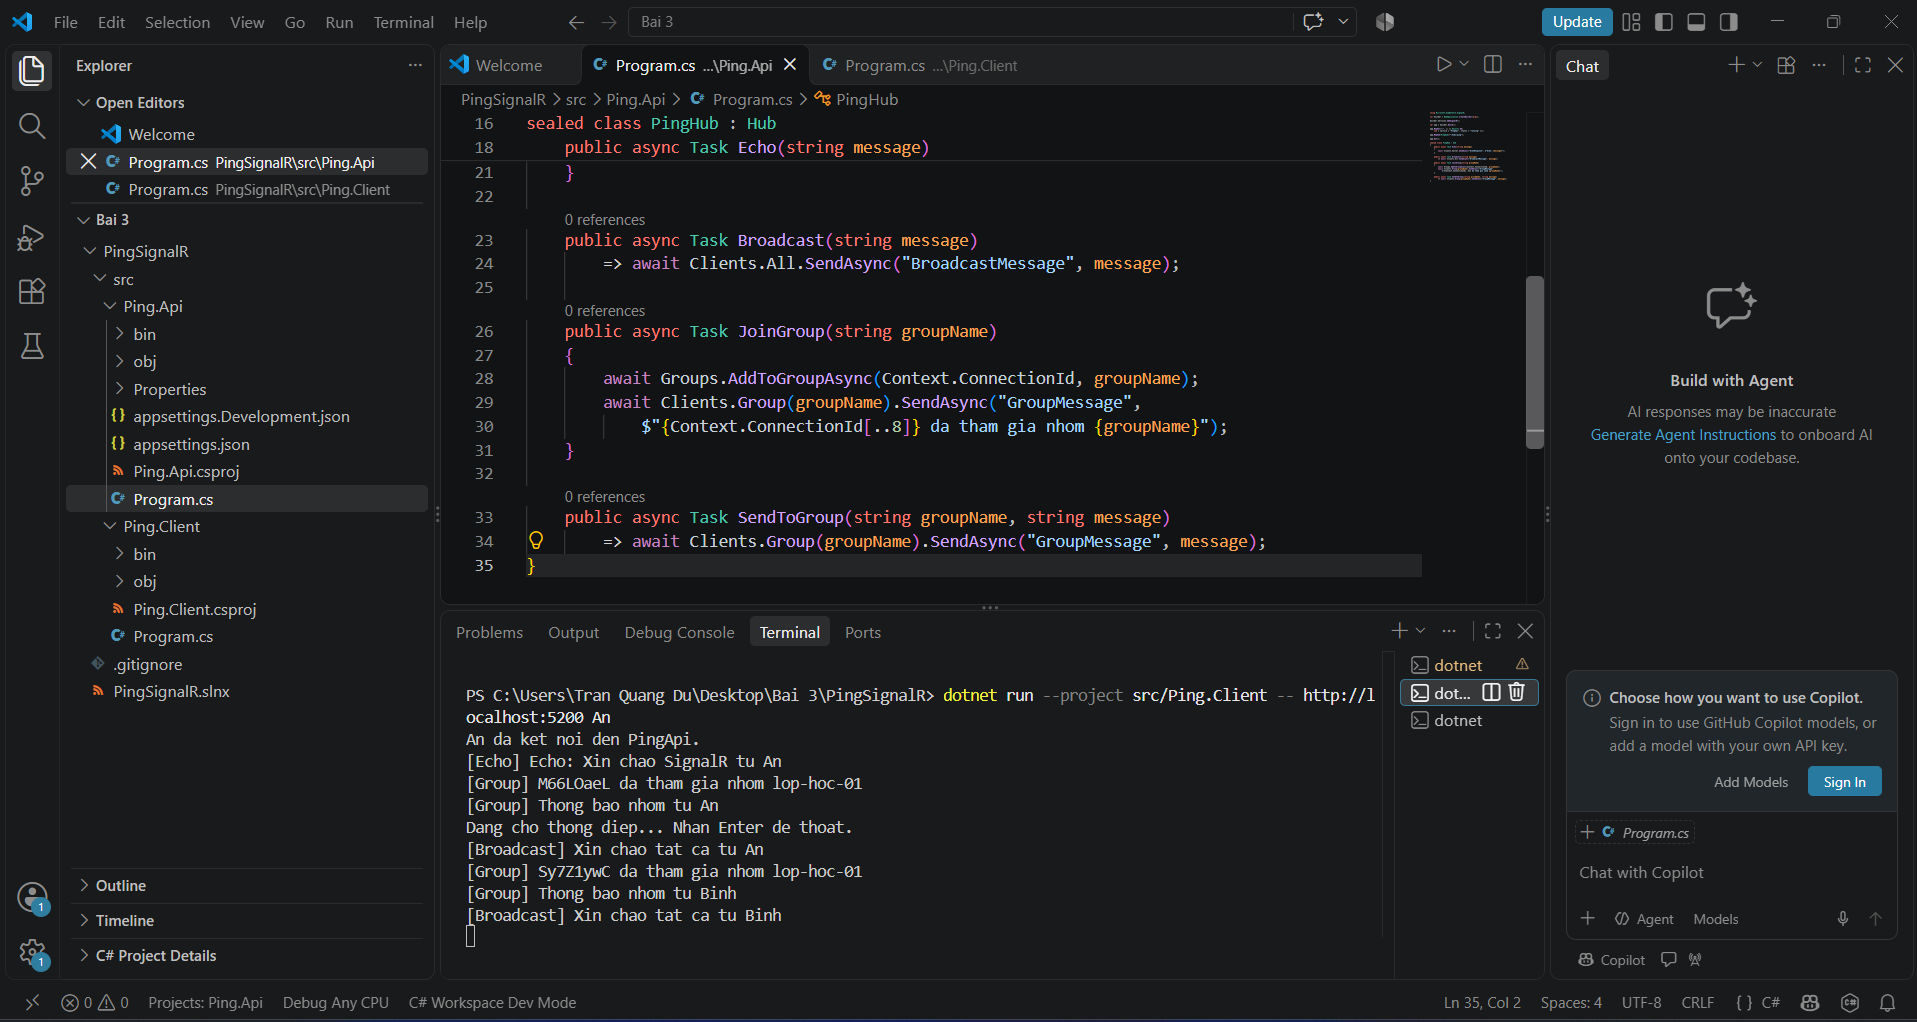 File Edit Selection View Go Run Terminal Help
Bai 3
Update
Explorer
Open Editors
Welcome
Program.cs PingSignalR\src\Ping.Api
Program.cs PingSignalR\src\Ping.Client
Bai 3
PingSignalR
src
Ping.Api
bin
obj
Properties
appsettings.Development.json
appsettings.json
Ping.Api.csproj
Program.cs
Ping.Client
bin
obj
Ping.Client.csproj
Program.cs
.gitignore
PingSignalR.slnx
Outline
Timeline
C# Project Details
Welcome
Program.cs ...\Ping.Api
Program.cs ...\Ping.Client
PingSignalR > src > Ping.Api > Program.cs > PingHub
16 sealed class PingHub : Hub
18 public async Task Echo(string message)
21 }
22
0 references
23 public async Task Broadcast(string message)
24 => await Clients.All.SendAsync("BroadcastMessage", message);
25
0 references
26 public async Task JoinGroup(string groupName)
27 {
28 await Groups.AddToGroupAsync(Context.ConnectionId, groupName);
29 await Clients.Group(groupName).SendAsync("GroupMessage",
30 $"{Context.ConnectionId[..8]} da tham gia nhom {groupName}");
31 }
32
0 references
33 public async Task SendToGroup(string groupName, string message)
34 => await Clients.Group(groupName).SendAsync("GroupMessage", message);
35 }
Problems Output Debug Console Terminal Ports
PS C:\Users\Tran Quang Du\Desktop\Bai 3\PingSignalR> dotnet run --project src/Ping.Client -- http://l
ocalhost:5200 An
An da ket noi den PingApi.
[Echo] Echo: Xin chao SignalR tu An
[Group] M66LOaeL da tham gia nhom lop-hoc-01
[Group] Thong bao nhom tu An
Dang cho thong diep... Nhan Enter de thoat.
[Broadcast] Xin chao tat ca tu An
[Group] Sy7Z1ywC da tham gia nhom lop-hoc-01
[Group] Thong bao nhom tu Binh
[Broadcast] Xin chao tat ca tu Binh
dotnet
dot...
dotnet
Chat
Build with Agent
AI responses may be inaccurate
Generate Agent Instructions to onboard AI
onto your codebase.
Choose how you want to use Copilot.
Sign in to use GitHub Copilot models, or
add a model with your own API key.
Add Models Sign In
Program.cs
Chat with Copilot
Agent Models
Copilot
1
1
0 0 Projects: Ping.Api Debug Any CPU C# Workspace Dev Mode
Ln 35, Col 2 Spaces: 4 UTF-8 CRLF {} C#